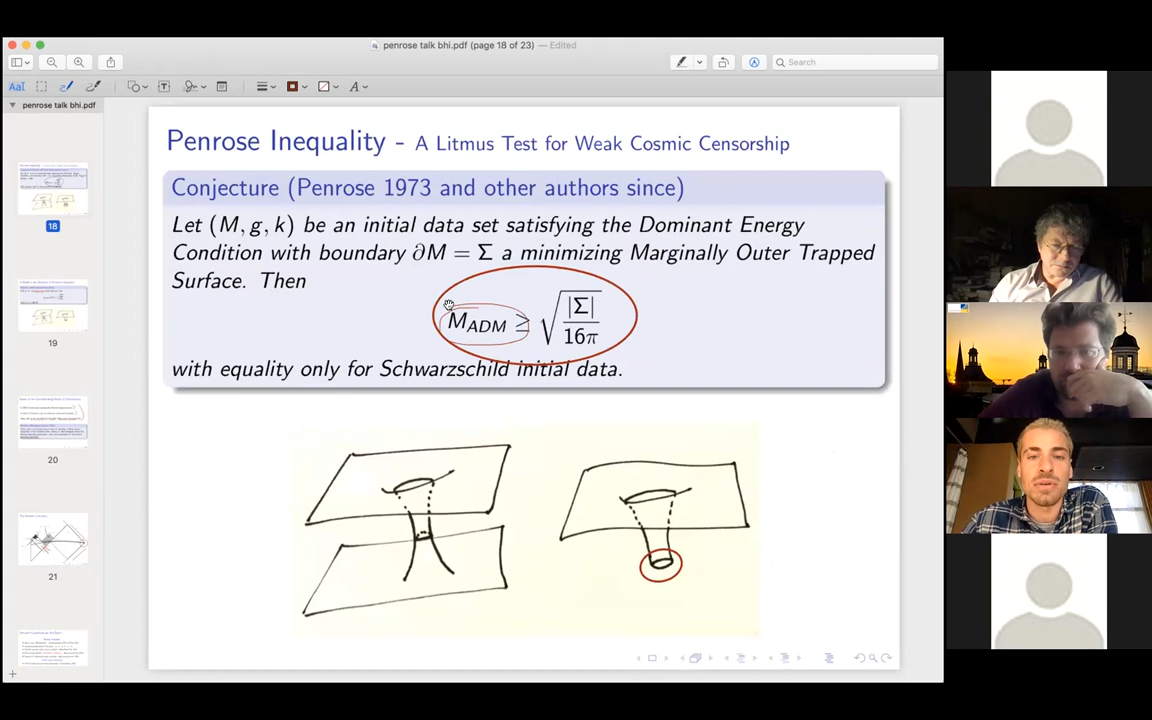 penrose talk bhi.pdf (page 18 of 23) — Edited
Search
penrose talk bhi.pdf
Penrose Inequality - A Litmus Test for Weak Cosmic Censorship
Conjecture (Penrose 1973 and other authors since)
Let (M, g, k) be an initial data set satisfying the Dominant Energy
Condition with boundary ∂M = Σ a minimizing Marginally Outer Trapped
Surface. Then
M_ADM ≥ √(|Σ|/16π)
with equality only for Schwarzschild initial data.
18
19
20
21